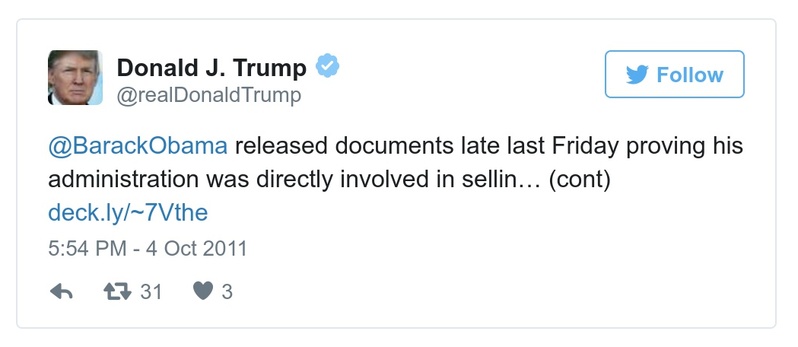 Donald J. Trump
Follow
@realDonaldTrump
@BarackObama released documents late last Friday proving his
administration was directly involved in sellin… (cont)
deck.ly/~7Vthe
5:54 PM - 4 Oct 2011
31 3